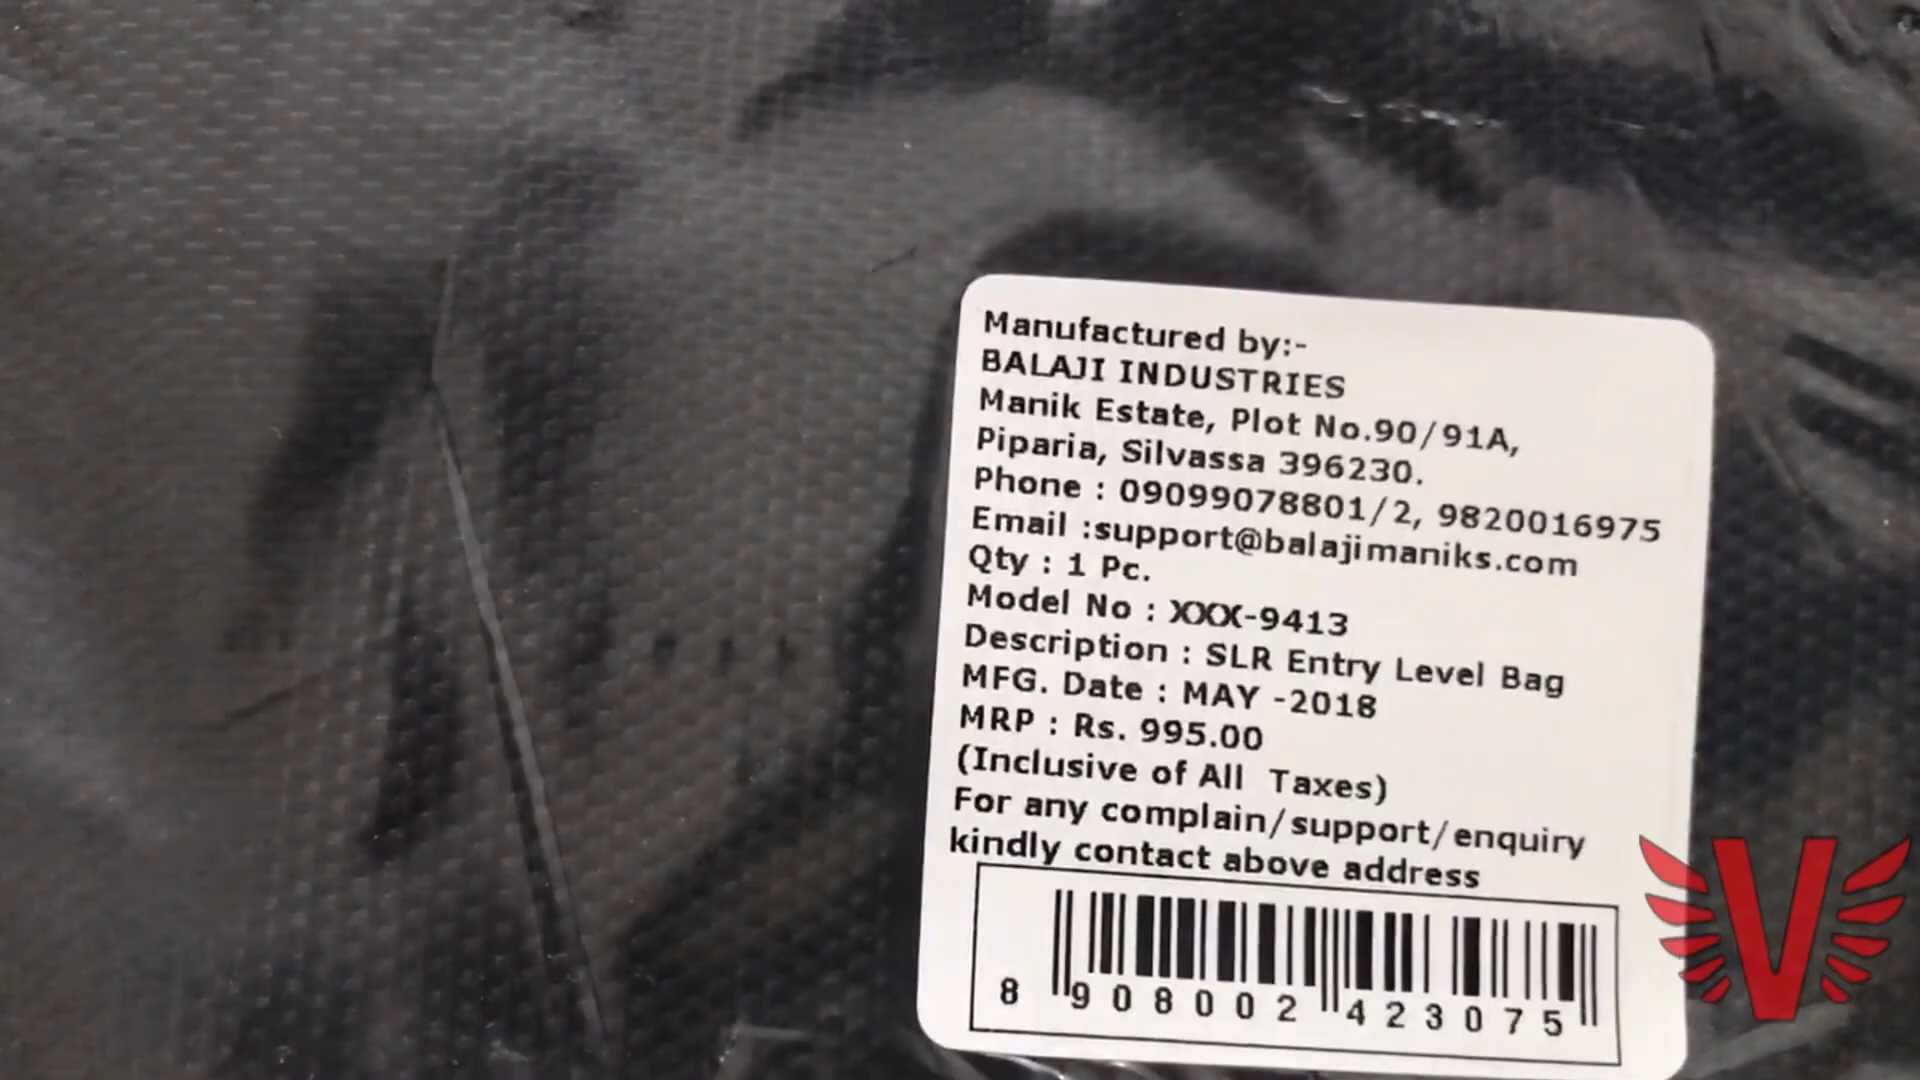 Manufactured by:-
BALAJI INDUSTRIES
Manik Estate, Plot No.90/91A,
Piparia, Silvassa 396230.
Phone : 09099078801/2, 9820016975
Email :support@balajimaniks.com
Qty : 1 Pc.
Model No : XXX-9413
Description : SLR Entry Level Bag
MFG. Date : MAY -2018
MRP : Rs. 995.00
(Inclusive of All Taxes)
For any complain/support/enquiry
kindly contact above address
8 908002 423075
V